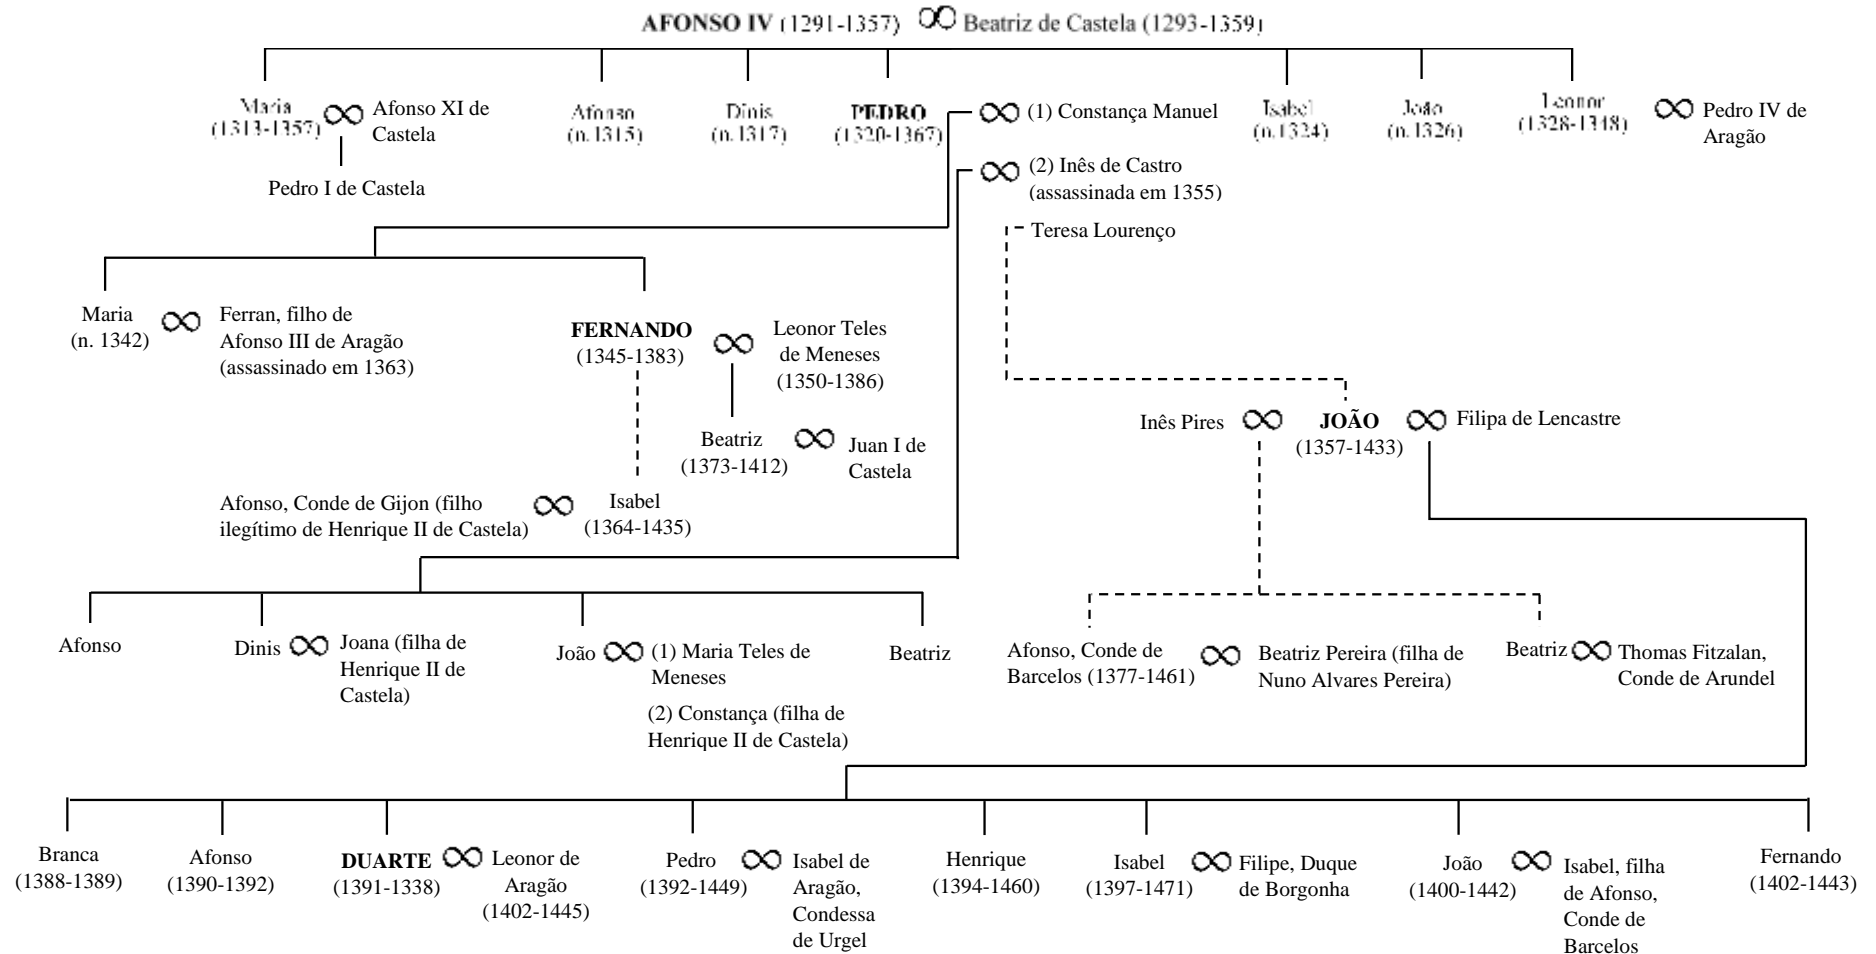 AFONSO IV (1291-1357) Beatriz de Castela (1293-1359)
Maria
(1313-1357)
Afonso XI de
Castela
Afonso
(n.1315)
Dinis
(n.1317)
PEDRO
(1320-1367)
(1) Constança Manuel
Isabel
(n.1324)
João
(n.1326)
Leonor
(1328-1348)
Pedro IV de
Aragão
Pedro I de Castela
(2) Inês de Castro
(assassinada em 1355)
Teresa Lourenço
Maria
(n. 1342)
Ferran, filho de
Afonso III de Aragão
(assassinado em 1363)
FERNANDO
(1345-1383)
Leonor Teles
de Meneses
(1350-1386)
Inês Pires
JOÃO
(1357-1433)
Filipa de Lencastre
Beatriz
(1373-1412)
Juan I de
Castela
Afonso, Conde de Gijon (filho
ilegítimo de Henrique II de Castela)
Isabel
(1364-1435)
Afonso
Dinis
Joana (filha de
Henrique II de
Castela)
João
(1) Maria Teles de
Meneses
(2) Constança (filha de
Henrique II de Castela)
Beatriz
Afonso, Conde de
Barcelos (1377-1461)
Beatriz Pereira (filha de
Nuno Alvares Pereira)
Beatriz
Thomas Fitzalan,
Conde de Arundel
Branca
(1388-1389)
Afonso
(1390-1392)
DUARTE
(1391-1338)
Leonor de
Aragão
(1402-1445)
Pedro
(1392-1449)
Isabel de
Aragão,
Condessa
de Urgel
Henrique
(1394-1460)
Isabel
(1397-1471)
Filipe, Duque
de Borgonha
João
(1400-1442)
Isabel, filha
de Afonso,
Conde de
Barcelos
Fernando
(1402-1443)